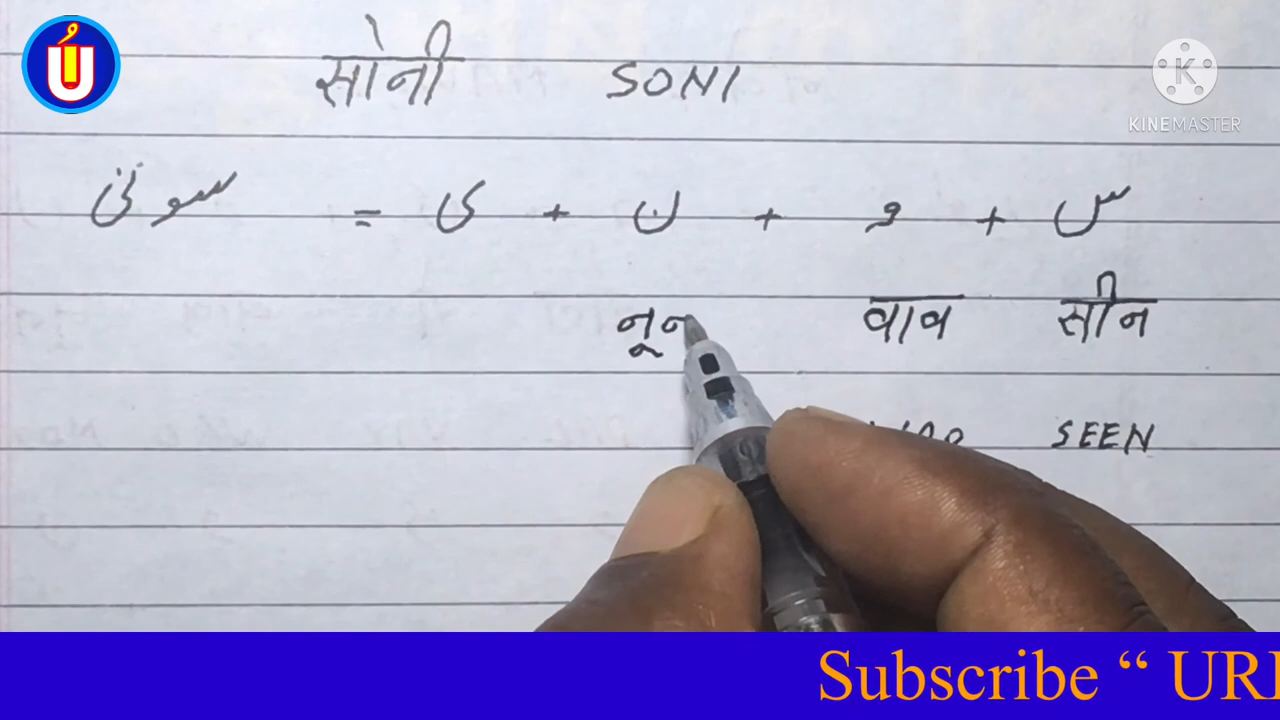 सोनी SONI
س + و + ن + ی = سونی
नून वाव सीन
SEEN
KINEMASTER
Subscribe “ URI